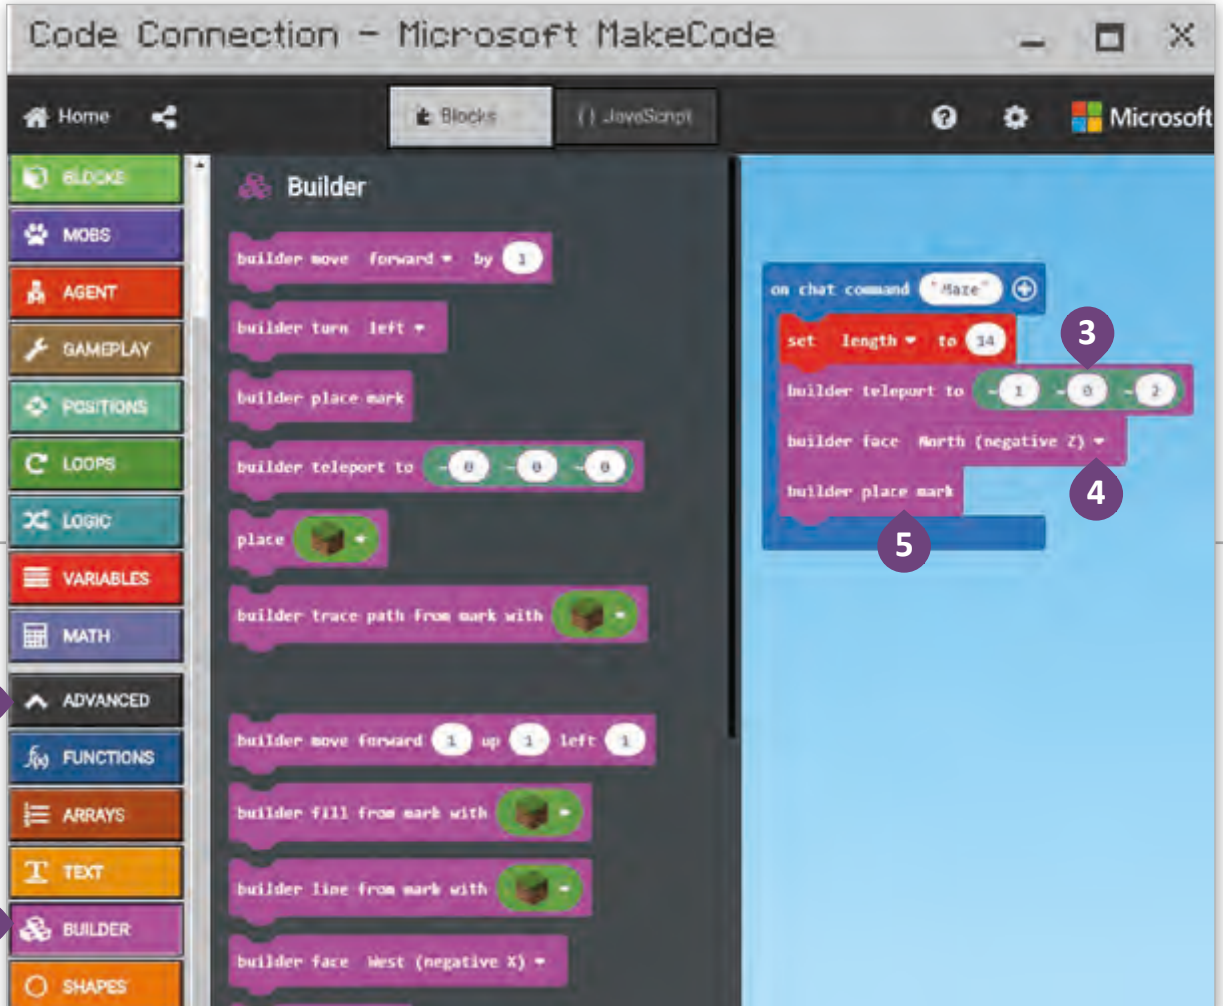 Code Connection - Microsoft MakeCode
Home
Blocks
{} JavaScript
Microsoft
BLOCKS
MOBS
AGENT
GAMEPLAY
POSITIONS
LOOPS
LOGIC
VARIABLES
MATH
ADVANCED
FUNCTIONS
ARRAYS
TEXT
BUILDER
SHAPES
Builder
builder move forward by 1
builder turn left
builder place mark
builder teleport to ~0 ~0 ~0
place
builder trace path from mark with
builder move forward 1 up 1 left 1
builder fill from mark with
builder line from mark with
builder face West (negative X)
on chat command "Maze"
set length to 14
3
builder teleport to ~1 ~0 ~2
builder face North (negative Z)
4
builder place mark
5